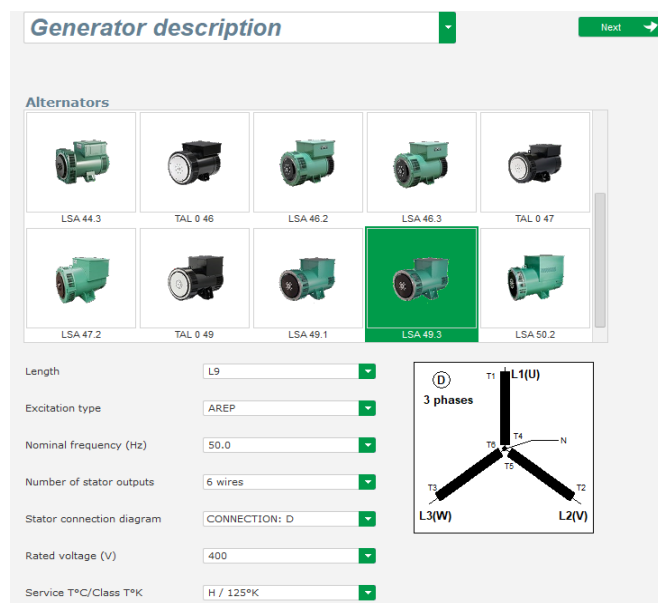 Generator description
Next
Alternators
LSA 44.3 TAL 0 46 LSA 46.2 LSA 46.3 TAL 0 47
LSA 47.2 TAL 0 49 LSA 49.1 LSA 49.3 LSA 50.2
Length L9
Excitation type AREP
Nominal frequency (Hz) 50.0
Number of stator outputs 6 wires
Stator connection diagram CONNECTION: D
Rated voltage (V) 400
Service T°C/Class T°K H / 125°K
D
3 phases
T1 L1(U)
T6 T4 N
T5
T3 T2
L3(W) L2(V)